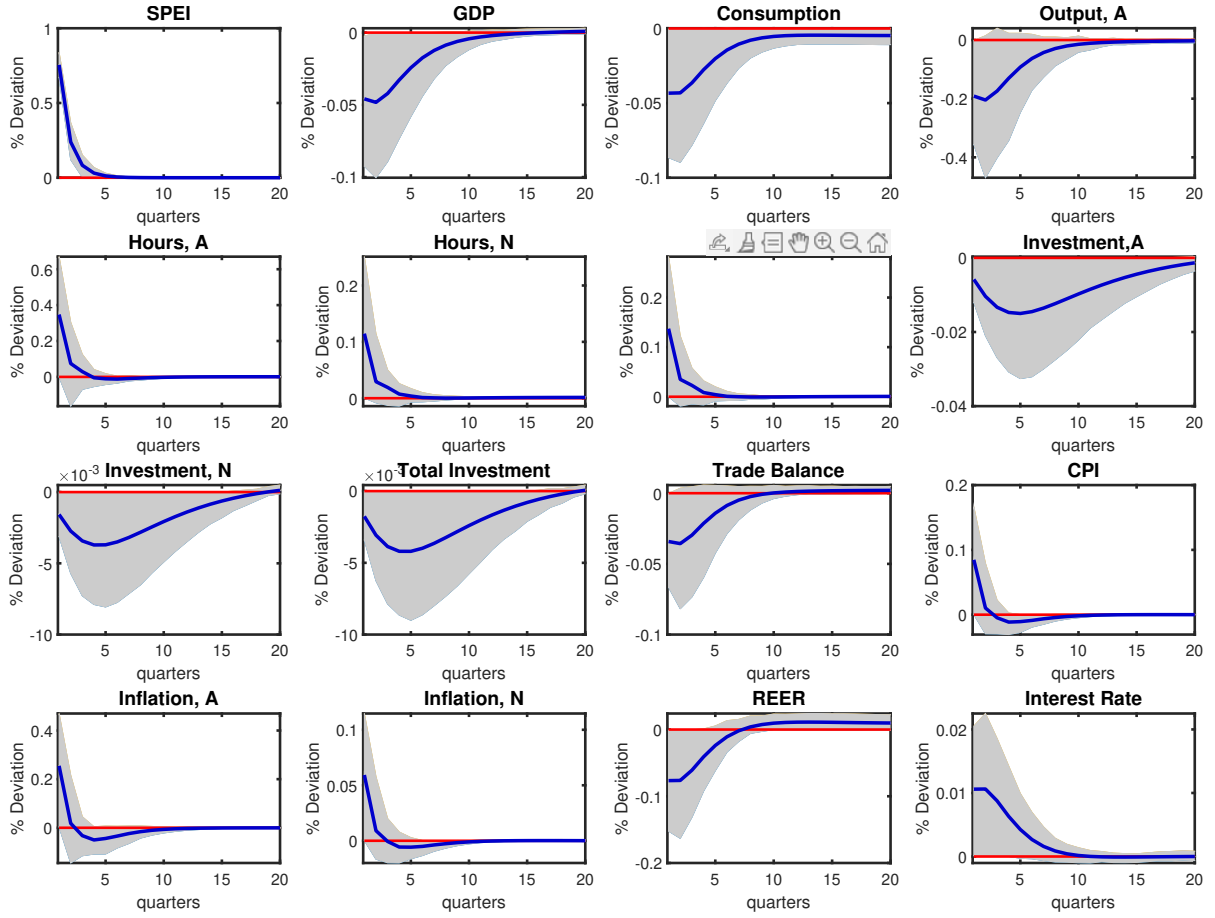 SPEI
GDP
Consumption
Output, A
% Deviation
1
0.5
0
5 10 15 20
quarters
% Deviation
0
-0.05
-0.1
5 10 15 20
quarters
% Deviation
0
-0.05
-0.1
5 10 15 20
quarters
% Deviation
0
-0.2
-0.4
5 10 15 20
quarters
Hours, A
Hours, N
Investment,A
% Deviation
0.6
0.4
0.2
0
5 10 15 20
quarters
% Deviation
0.2
0.1
0
5 10 15 20
quarters
% Deviation
0.2
0.1
0
5 10 15 20
quarters
% Deviation
0
-0.02
-0.04
5 10 15 20
quarters
Investment, N
Total Investment
Trade Balance
CPI
×10-3
% Deviation
0
-5
-10
5 10 15 20
quarters
×10-3
% Deviation
0
-5
-10
5 10 15 20
quarters
% Deviation
0
-0.05
-0.1
5 10 15 20
quarters
% Deviation
0.2
0.1
0
5 10 15 20
quarters
Inflation, A
Inflation, N
REER
Interest Rate
% Deviation
0.4
0.2
0
5 10 15 20
quarters
% Deviation
0.1
0.05
0
5 10 15 20
quarters
% Deviation
0
-0.1
-0.2
5 10 15 20
quarters
% Deviation
0.02
0.01
0
5 10 15 20
quarters